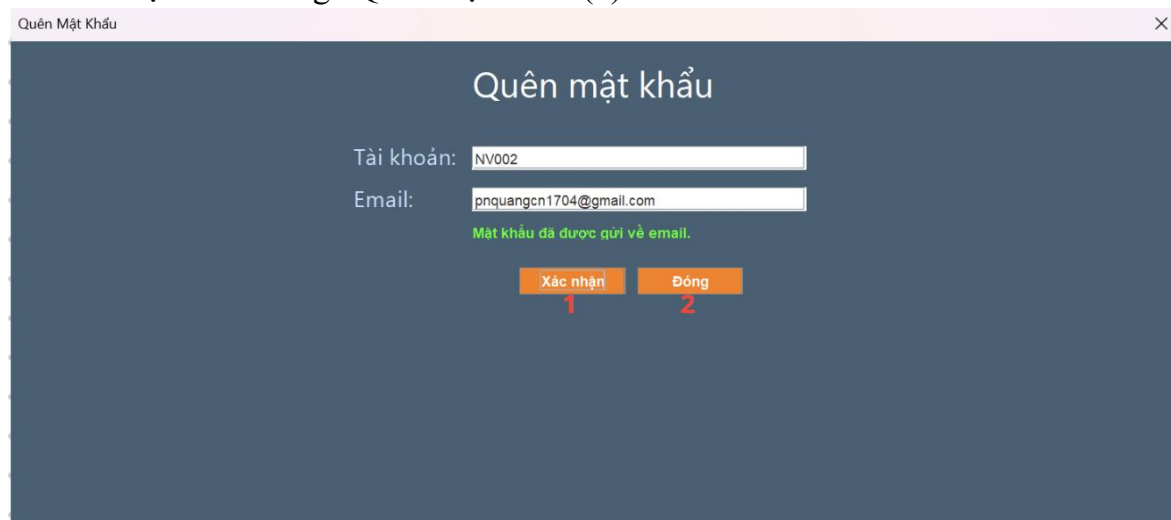 Quên Mật Khẩu
Quên mật khẩu
Tài khoản: NV002
Email: pnquangcn1704@gmail.com
Mật khẩu đã được gửi về email.
Xác nhận Đóng
1 2